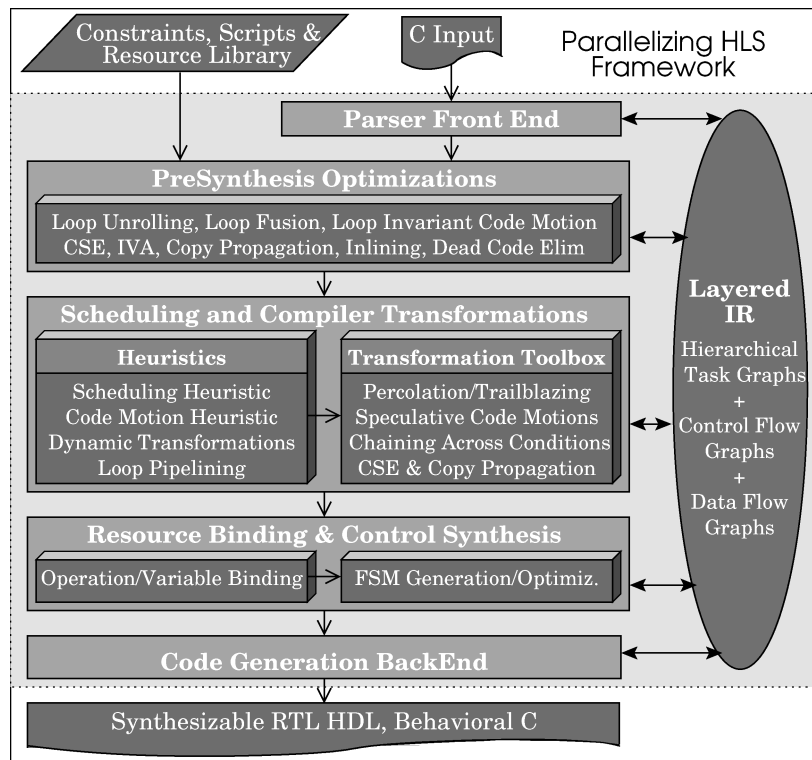 Constraints, Scripts &
Resource Library
C Input
Parallelizing HLS
Framework
Parser Front End
PreSynthesis Optimizations
Loop Unrolling, Loop Fusion, Loop Invariant Code Motion
CSE, IVA, Copy Propagation, Inlining, Dead Code Elim
Scheduling and Compiler Transformations
Heuristics
Scheduling Heuristic
Code Motion Heuristic
Dynamic Transformations
Loop Pipelining
Transformation Toolbox
Percolation/Trailblazing
Speculative Code Motions
Chaining Across Conditions
CSE & Copy Propagation
Resource Binding & Control Synthesis
Operation/Variable Binding
FSM Generation/Optimiz.
Code Generation BackEnd
Layered
IR
Hierarchical
Task Graphs
+
Control Flow
Graphs
+
Data Flow
Graphs
Synthesizable RTL HDL, Behavioral C